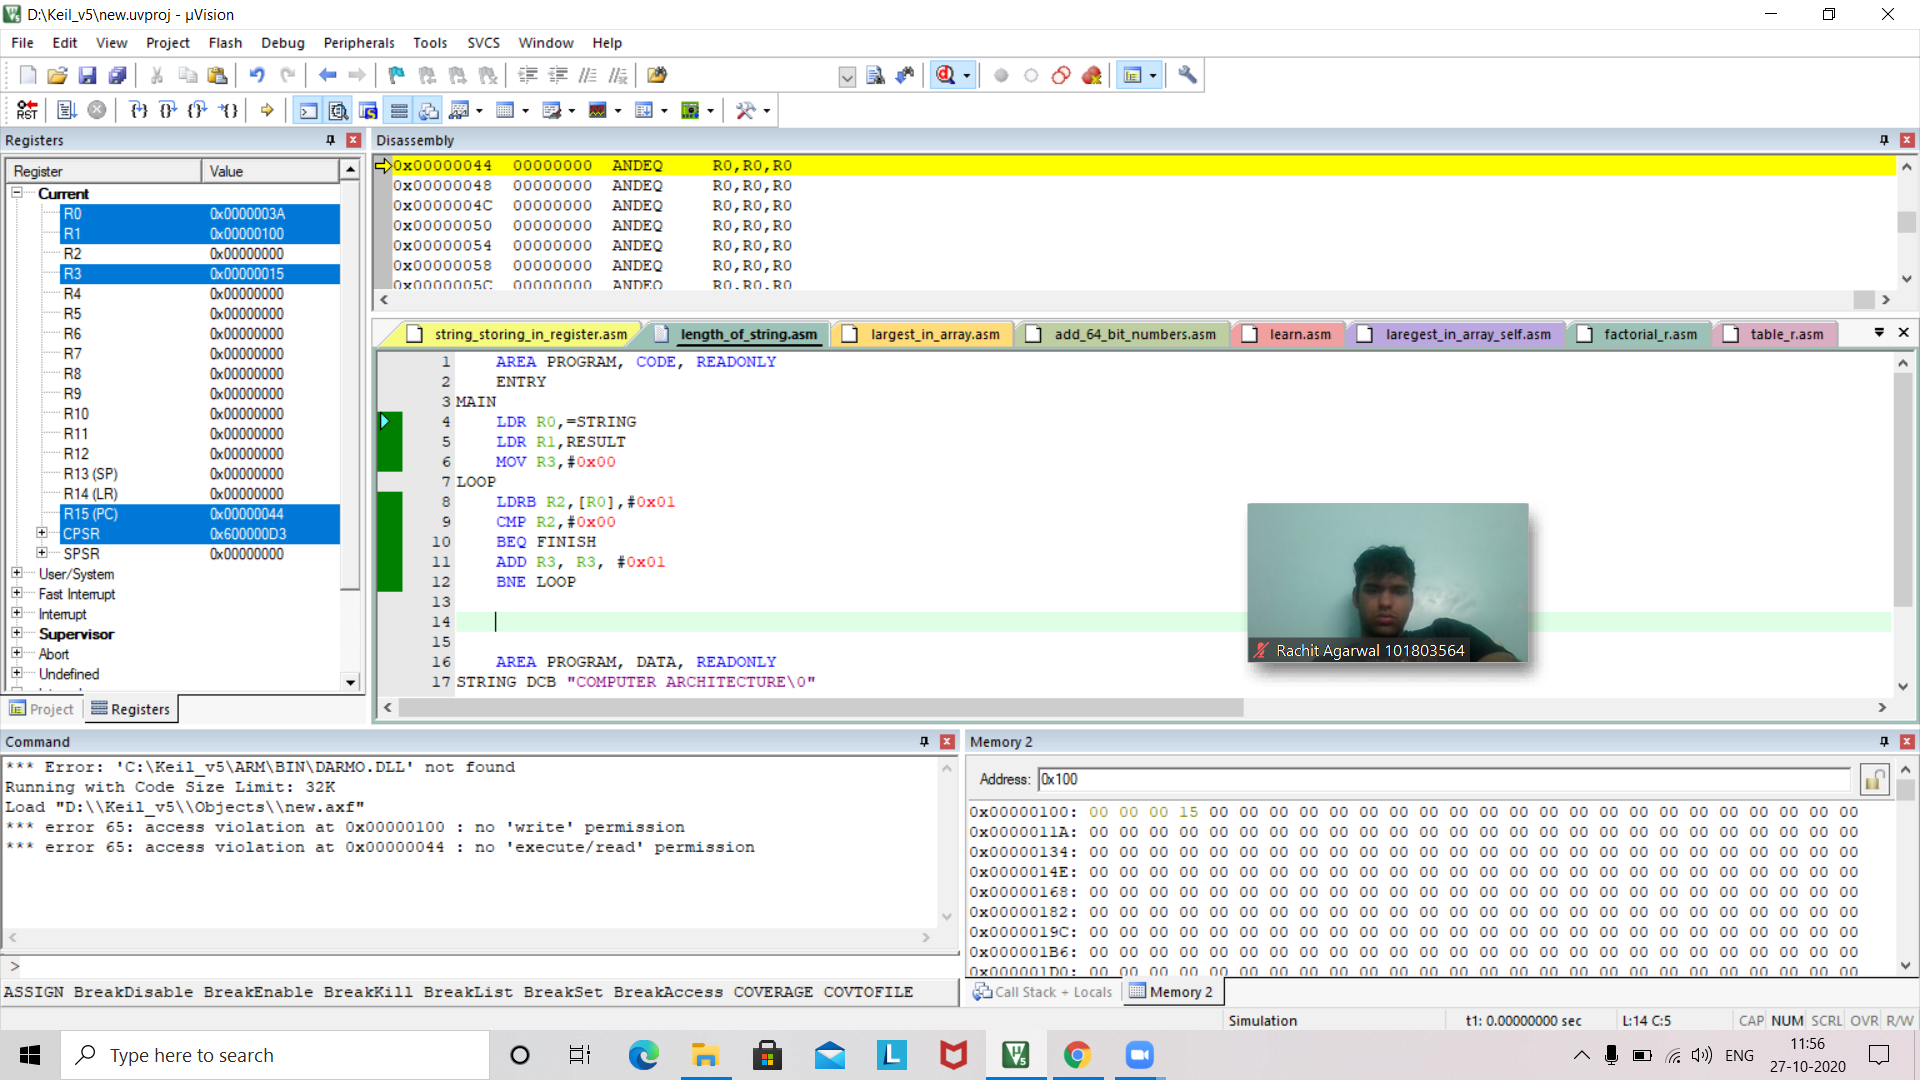 D:\Keil_v5\new.uvproj - µVision
File Edit View Project Flash Debug Peripherals Tools SVCS Window Help
Registers
Register Value
Current
R0 0x0000003A
R1 0x00000100
R2 0x00000000
R3 0x00000015
R4 0x00000000
R5 0x00000000
R6 0x00000000
R7 0x00000000
R8 0x00000000
R9 0x00000000
R10 0x00000000
R11 0x00000000
R12 0x00000000
R13 (SP) 0x00000000
R14 (LR) 0x00000000
R15 (PC) 0x00000044
CPSR 0x600000D3
SPSR 0x00000000
User/System
Fast Interrupt
Interrupt
Supervisor
Abort
Undefined
Project Registers
Disassembly
0x00000044 00000000 ANDEQ R0,R0,R0
0x00000048 00000000 ANDEQ R0,R0,R0
0x0000004C 00000000 ANDEQ R0,R0,R0
0x00000050 00000000 ANDEQ R0,R0,R0
0x00000054 00000000 ANDEQ R0,R0,R0
0x00000058 00000000 ANDEQ R0,R0,R0
0x0000005C 00000000 ANDEQ R0,R0,R0
string_storing_in_register.asm length_of_string.asm largest_in_array.asm add_64_bit_numbers.asm learn.asm laregest_in_array_self.asm factorial_r.asm table_r.asm
1 AREA PROGRAM, CODE, READONLY
2 ENTRY
3 MAIN
4 LDR R0,=STRING
5 LDR R1,RESULT
6 MOV R3,#0x00
7 LOOP
8 LDRB R2,[R0],#0x01
9 CMP R2,#0x00
10 BEQ FINISH
11 ADD R3, R3, #0x01
12 BNE LOOP
13
14
15
16 AREA PROGRAM, DATA, READONLY
17 STRING DCB "COMPUTER ARCHITECTURE\0"
Rachit Agarwal 101803564
Command
*** Error: 'C:\Keil_v5\ARM\BIN\DARMO.DLL' not found
Running with Code Size Limit: 32K
Load "D:\\Keil_v5\\Objects\\new.axf"
*** error 65: access violation at 0x00000100 : no 'write' permission
*** error 65: access violation at 0x00000044 : no 'execute/read' permission
>
ASSIGN BreakDisable BreakEnable BreakKill BreakList BreakSet BreakAccess COVERAGE COVTOFILE
Memory 2
Address: 0x100
0x00000100: 00 00 00 15 00 00 00 00 00 00 00 00 00 00 00 00 00 00 00 00 00 00 00 00 00 00
0x0000011A: 00 00 00 00 00 00 00 00 00 00 00 00 00 00 00 00 00 00 00 00 00 00 00 00 00 00
0x00000134: 00 00 00 00 00 00 00 00 00 00 00 00 00 00 00 00 00 00 00 00 00 00 00 00 00 00
0x0000014E: 00 00 00 00 00 00 00 00 00 00 00 00 00 00 00 00 00 00 00 00 00 00 00 00 00 00
0x00000168: 00 00 00 00 00 00 00 00 00 00 00 00 00 00 00 00 00 00 00 00 00 00 00 00 00 00
0x00000182: 00 00 00 00 00 00 00 00 00 00 00 00 00 00 00 00 00 00 00 00 00 00 00 00 00 00
0x0000019C: 00 00 00 00 00 00 00 00 00 00 00 00 00 00 00 00 00 00 00 00 00 00 00 00 00 00
0x000001B6: 00 00 00 00 00 00 00 00 00 00 00 00 00 00 00 00 00 00 00 00 00 00 00 00 00 00
0x000001D0: 00 00 00 00 00 00 00 00 00 00 00 00 00 00 00 00 00 00 00 00 00 00 00 00 00 00
Call Stack + Locals Memory 2
Simulation t1: 0.00000000 sec L:14 C:5 CAP NUM SCRL OVR R/W
Type here to search
ENG
11:56
27-10-2020